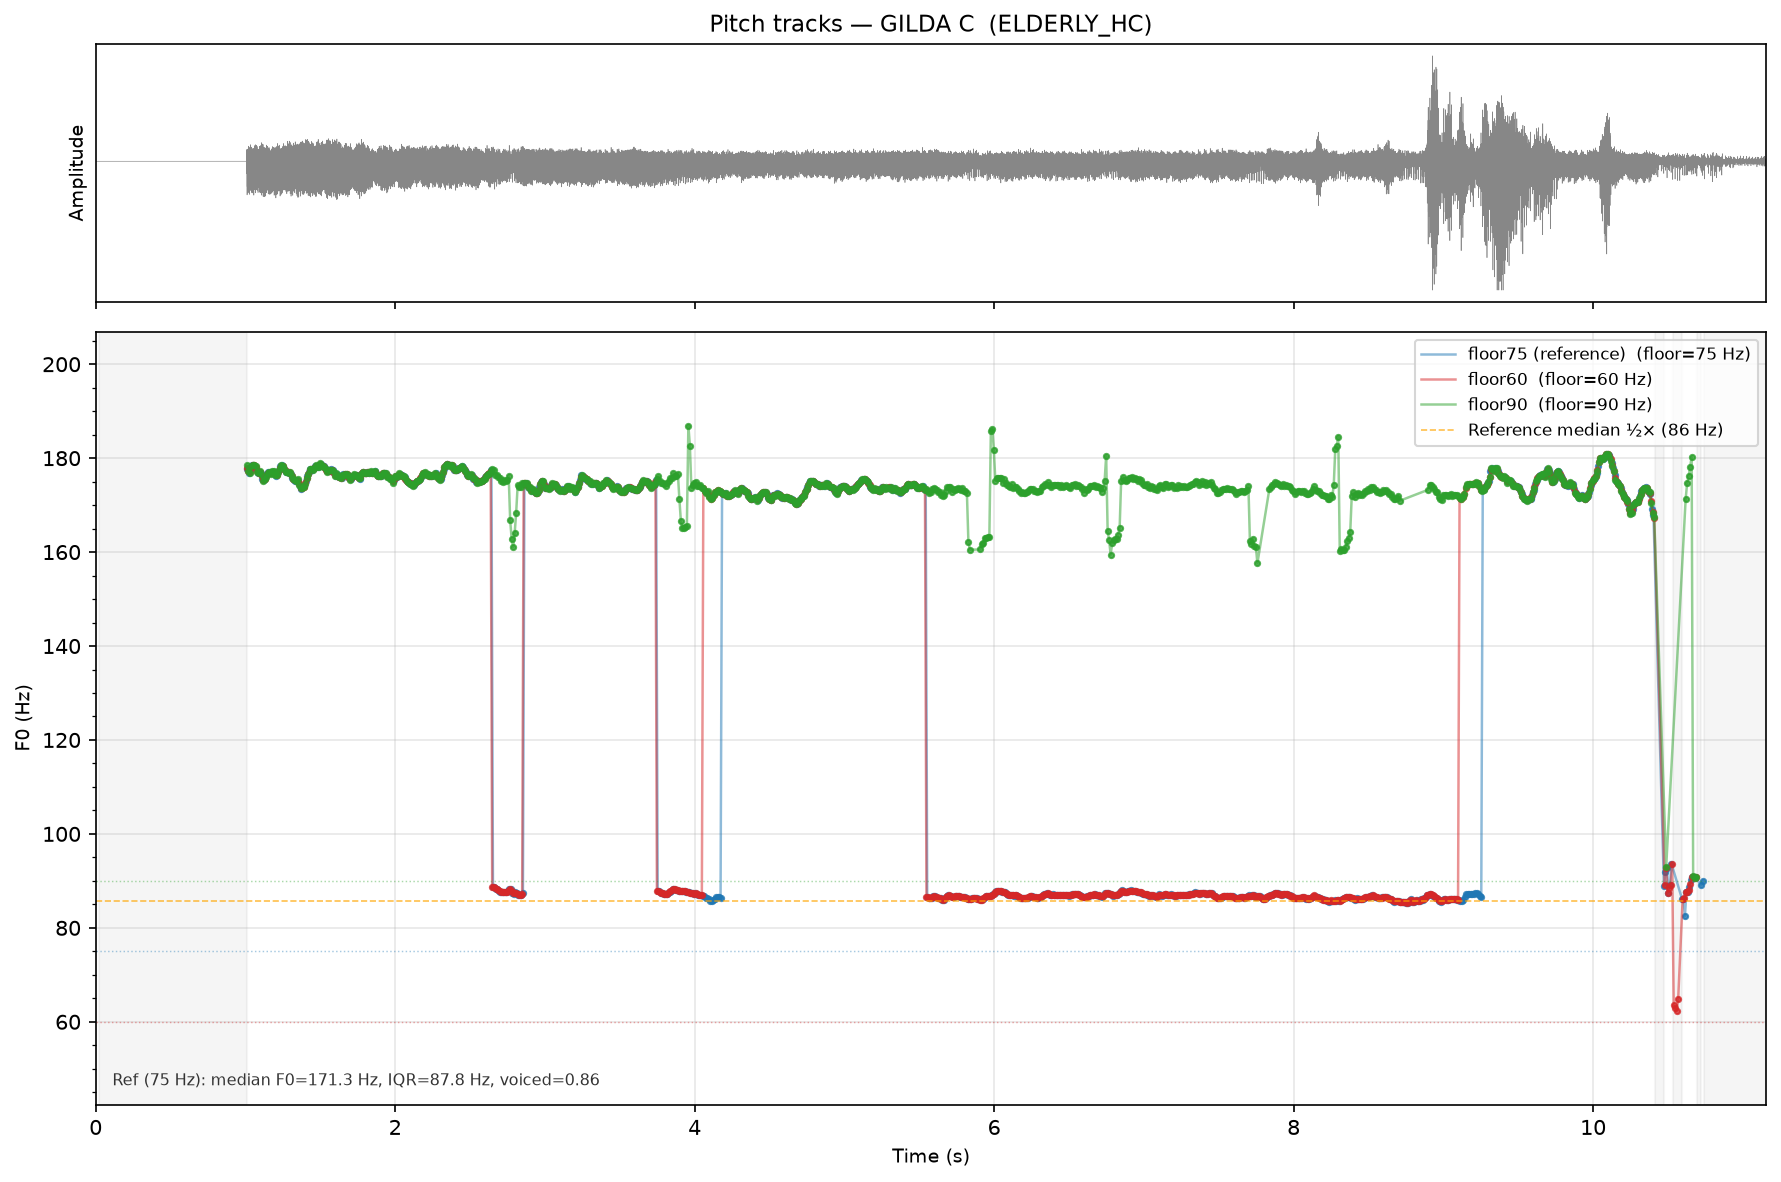 Pitch tracks — GILDA C  (ELDERLY_HC)
Amplitude
floor75 (reference)  (floor=75 Hz)
floor60  (floor=60 Hz)
floor90  (floor=90 Hz)
Reference median ½× (86 Hz)
200
180
160
140
120
100
80
60
F0 (Hz)
Ref (75 Hz): median F0=171.3 Hz, IQR=87.8 Hz, voiced=0.86
0 2 4 6 8 10
Time (s)